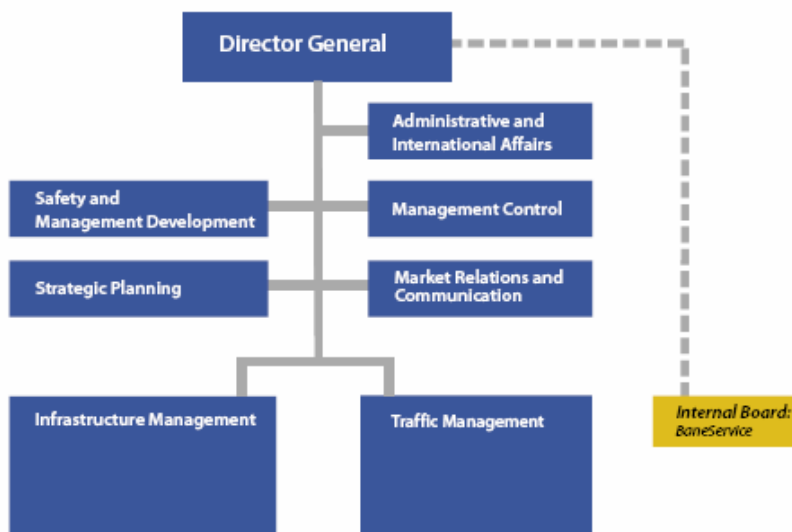 Director General
Administrative and
International Affairs
Safety and
Management Development
Management Control
Strategic Planning
Market Relations and
Communication
Infrastructure Management
Traffic Management
Internal Board:
BaneService